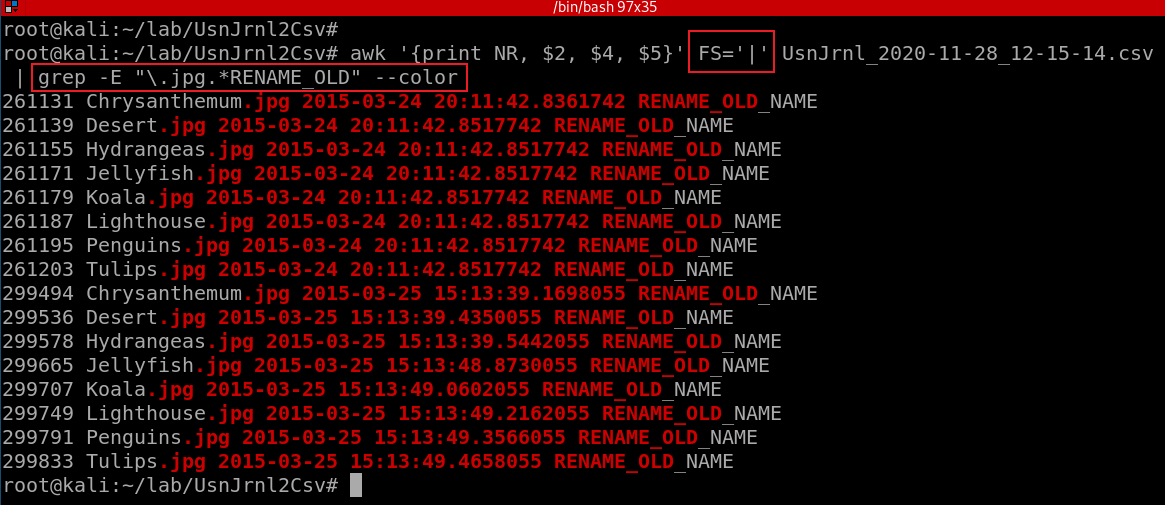 /bin/bash 97x35
root@kali:~/lab/UsnJrnl2Csv#
root@kali:~/lab/UsnJrnl2Csv# awk '{print NR, $2, $4, $5}' FS='|' UsnJrnl_2020-11-28_12-15-14.csv
| grep -E "\.jpg.*RENAME_OLD" --color
261131 Chrysanthemum.jpg 2015-03-24 20:11:42.8361742 RENAME_OLD_NAME
261139 Desert.jpg 2015-03-24 20:11:42.8517742 RENAME_OLD_NAME
261155 Hydrangeas.jpg 2015-03-24 20:11:42.8517742 RENAME_OLD_NAME
261171 Jellyfish.jpg 2015-03-24 20:11:42.8517742 RENAME_OLD_NAME
261179 Koala.jpg 2015-03-24 20:11:42.8517742 RENAME_OLD_NAME
261187 Lighthouse.jpg 2015-03-24 20:11:42.8517742 RENAME_OLD_NAME
261195 Penguins.jpg 2015-03-24 20:11:42.8517742 RENAME_OLD_NAME
261203 Tulips.jpg 2015-03-24 20:11:42.8517742 RENAME_OLD_NAME
299494 Chrysanthemum.jpg 2015-03-25 15:13:39.1698055 RENAME_OLD_NAME
299536 Desert.jpg 2015-03-25 15:13:39.4350055 RENAME_OLD_NAME
299578 Hydrangeas.jpg 2015-03-25 15:13:39.5442055 RENAME_OLD_NAME
299665 Jellyfish.jpg 2015-03-25 15:13:48.8730055 RENAME_OLD_NAME
299707 Koala.jpg 2015-03-25 15:13:49.0602055 RENAME_OLD_NAME
299749 Lighthouse.jpg 2015-03-25 15:13:49.2162055 RENAME_OLD_NAME
299791 Penguins.jpg 2015-03-25 15:13:49.3566055 RENAME_OLD_NAME
299833 Tulips.jpg 2015-03-25 15:13:49.4658055 RENAME_OLD_NAME
root@kali:~/lab/UsnJrnl2Csv#